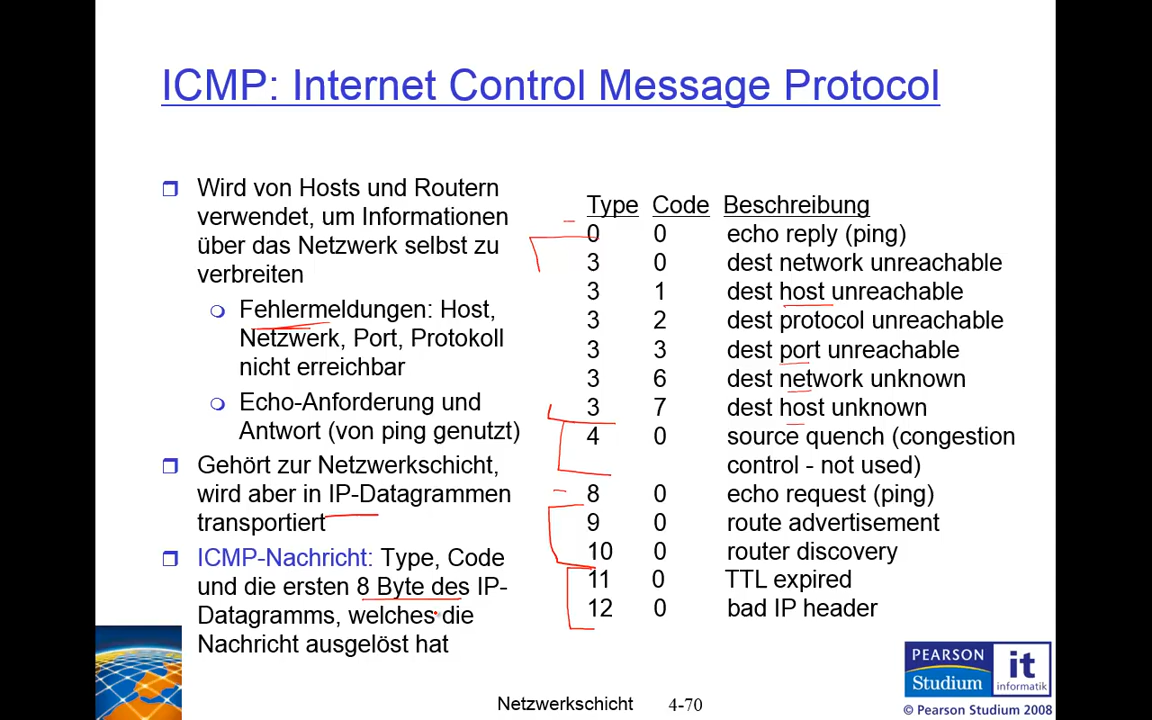 ICMP: Internet Control Message Protocol
Wird von Hosts und Routern
verwendet, um Informationen
über das Netzwerk selbst zu
verbreiten
Fehlermeldungen: Host,
Netzwerk, Port, Protokoll
nicht erreichbar
Echo-Anforderung und
Antwort (von ping genutzt)
Gehört zur Netzwerkschicht,
wird aber in IP-Datagrammen
transportiert
ICMP-Nachricht: Type, Code
und die ersten 8 Byte des IP-
Datagramms, welches die
Nachricht ausgelöst hat
Type Code Beschreibung
0 0 echo reply (ping)
3 0 dest network unreachable
3 1 dest host unreachable
3 2 dest protocol unreachable
3 3 dest port unreachable
3 6 dest network unknown
3 7 dest host unknown
4 0 source quench (congestion
control - not used)
8 0 echo request (ping)
9 0 route advertisement
10 0 router discovery
11 0 TTL expired
12 0 bad IP header
Netzwerkschicht 4-70
PEARSON
Studium
it
informatik
© Pearson Studium 2008